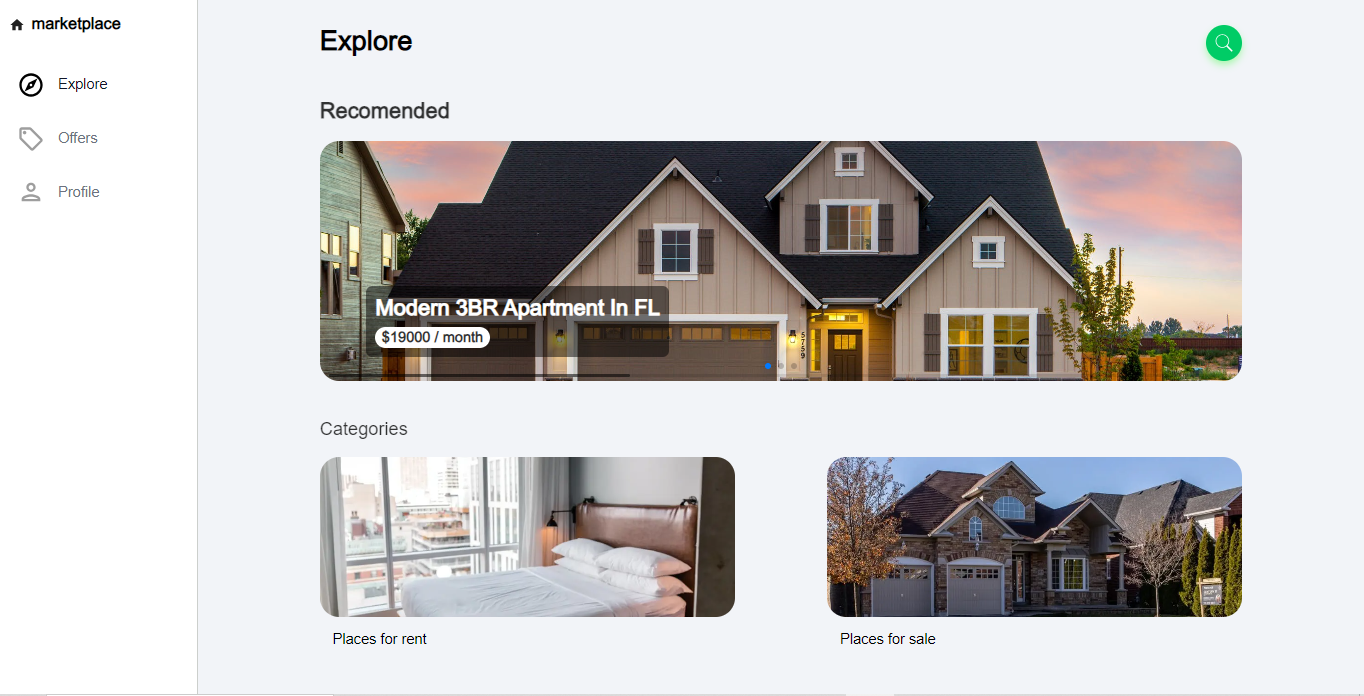 marketplace
Explore
Offers
Profile
Explore
Recomended
Modern 3BR Apartment In FL
$19000 / month
5759
Categories
Places for rent
Places for sale